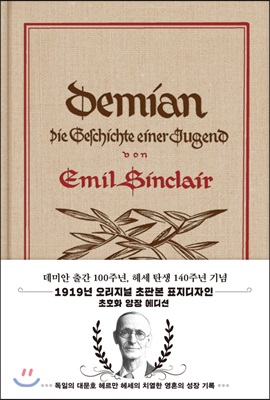 Demian
Die Geschichte einer Jugend
von
Emil Sinclair
데미안 출간 100주년, 헤세 탄생 140주년 기념
1919년 오리지널 초판본 표지디자인
초호화 양장 에디션
독일의 대문호 헤르만 헤세의 치열한 영혼의 성장 기록
YES24